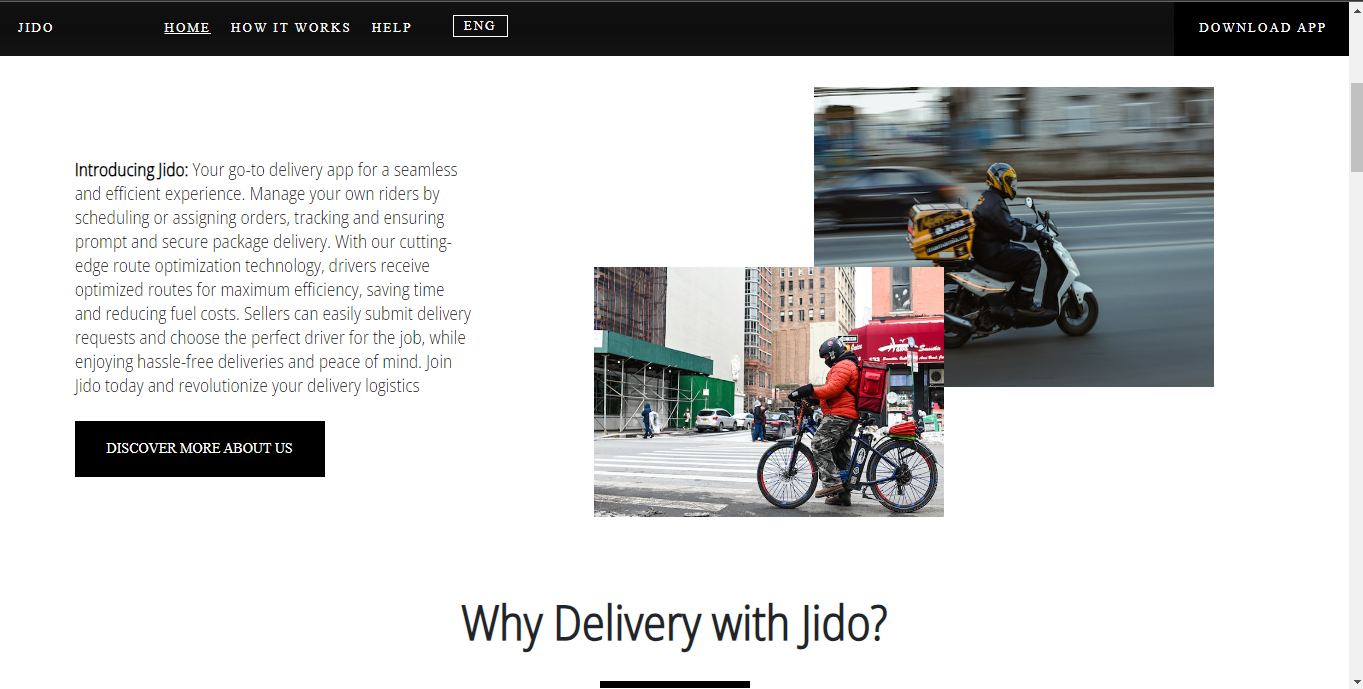 JIDO
HOME
HOW IT WORKS
HELP
ENG
DOWNLOAD APP
Introducing Jido: Your go-to delivery app for a seamless
and efficient experience. Manage your own riders by
scheduling or assigning orders, tracking and ensuring
prompt and secure package delivery. With our cutting-
edge route optimization technology, drivers receive
optimized routes for maximum efficiency, saving time
and reducing fuel costs. Sellers can easily submit delivery
requests and choose the perfect driver for the job, while
enjoying hassle-free deliveries and peace of mind. Join
Jido today and revolutionize your delivery logistics
DISCOVER MORE ABOUT US
Why Delivery with Jido?